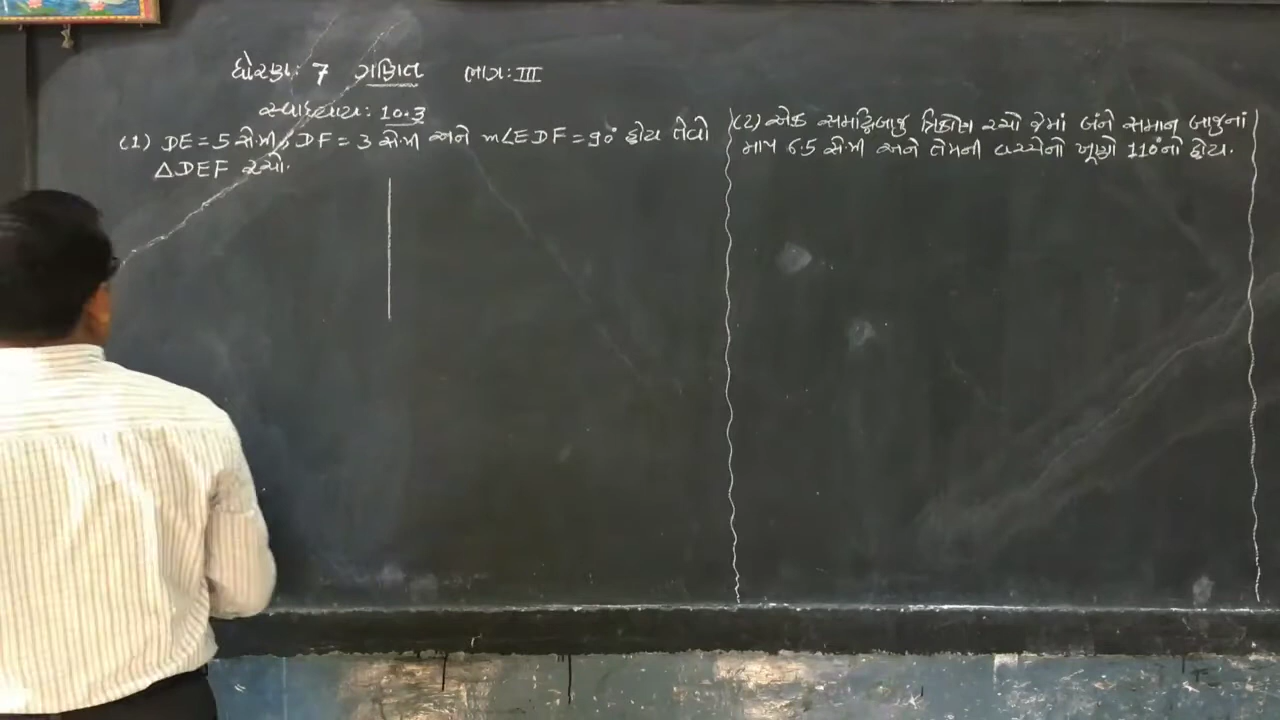 ધોરણ: 7 ગણિત ભાગ: III
સ્વાધ્યાય: 10.3
(1) DE = 5 સેમી, DF = 3 સેમી અને m∠EDF = 90° હોય તેવો
△DEF રચો.
(2) એક સમદ્વિબાજુ ત્રિકોણ રચો જેમાં બંને સમાન બાજુનાં
માપ 6.5 સેમી અને તેમની વચ્ચેનો ખૂણો 110°નો હોય.